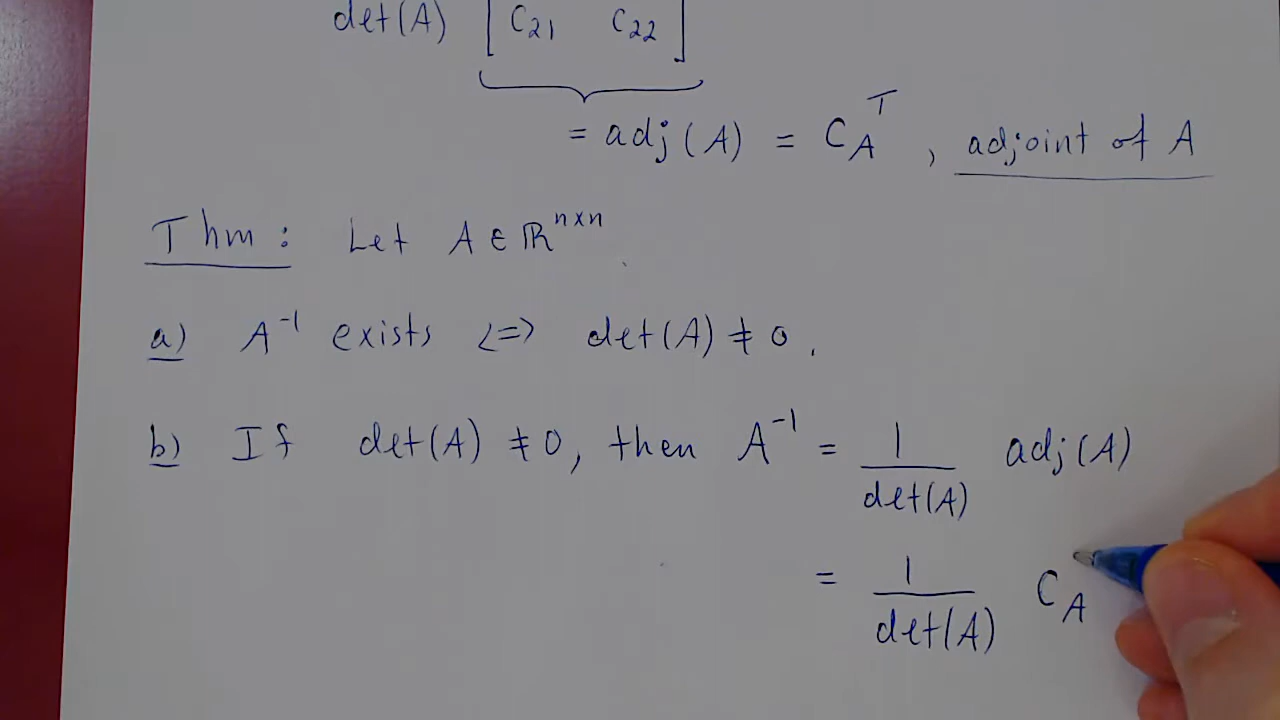 det(A) [ C₂₁ C₂₂ ]
= adj(A) = C_A^T , adjoint of A
Thm: Let A ∈ ℝ^{n×n}
a) A⁻¹ exists <=> det(A) ≠ 0.
b) If det(A) ≠ 0, then A⁻¹ = 1/det(A) adj(A)
= 1/det(A) C_A